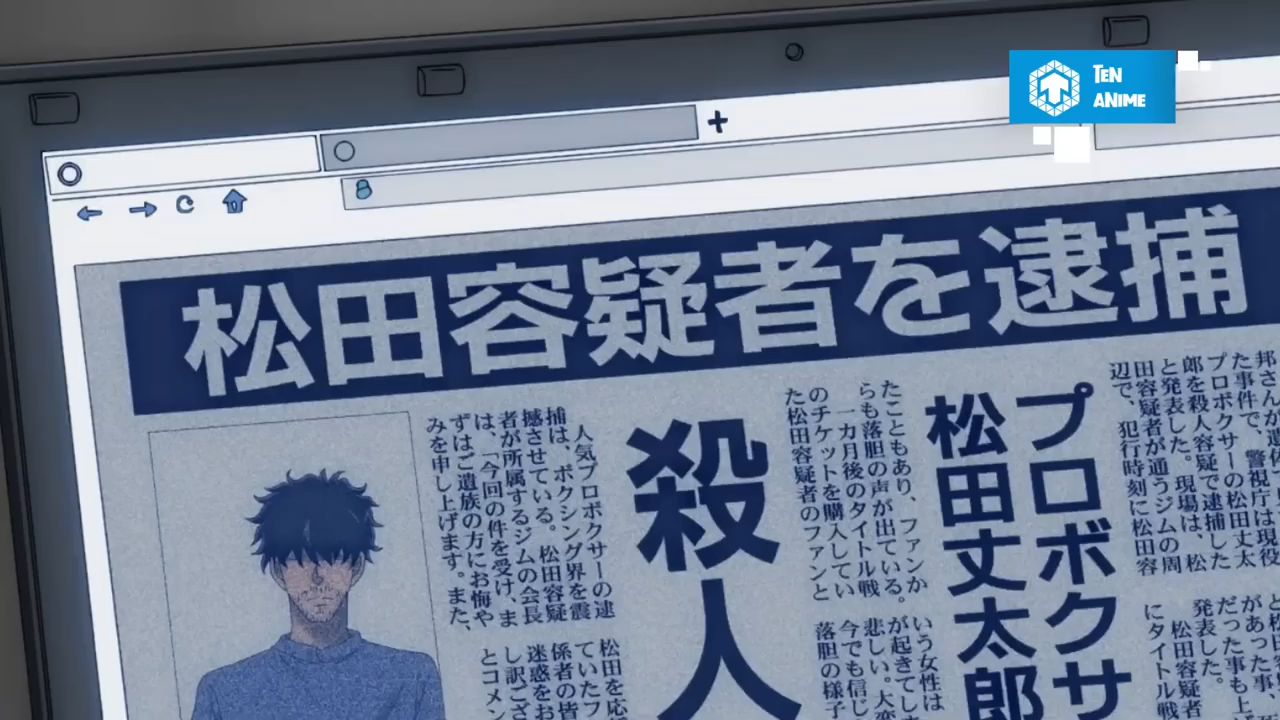 TEN
ANIME
松田容疑者を逮捕
辺で、犯行時刻に松田容
田容疑者が通うジムの周
と発表した。現場は、松
郎を殺人容疑で逮捕した
プロボクサーの松田丈太
た事件で、警視庁は現役
プロボクサ
松田丈太郎
たこともあり、ファンか
らも落胆の声が出ている。
一カ月後のタイトル戦
のチケットを購入してい
た松田容疑者のファンと
いう女性は
が起きてしま
悲しい。大変
今でも信じ
落胆の様子
殺人
人気プロボクサーの逮
捕は、ボクシング界を震
撼させている。松田容疑
者が所属するジムの会長
は、「今回の件を受け、ま
ずはご遺族の方にお悔や
みを申し上げます。また、
松田を応
ていたフ
係者の皆
迷惑をお
し訳ござ
とコメン
があった事、
だった事も上
発表した。
松田容疑者
にタイトル戦